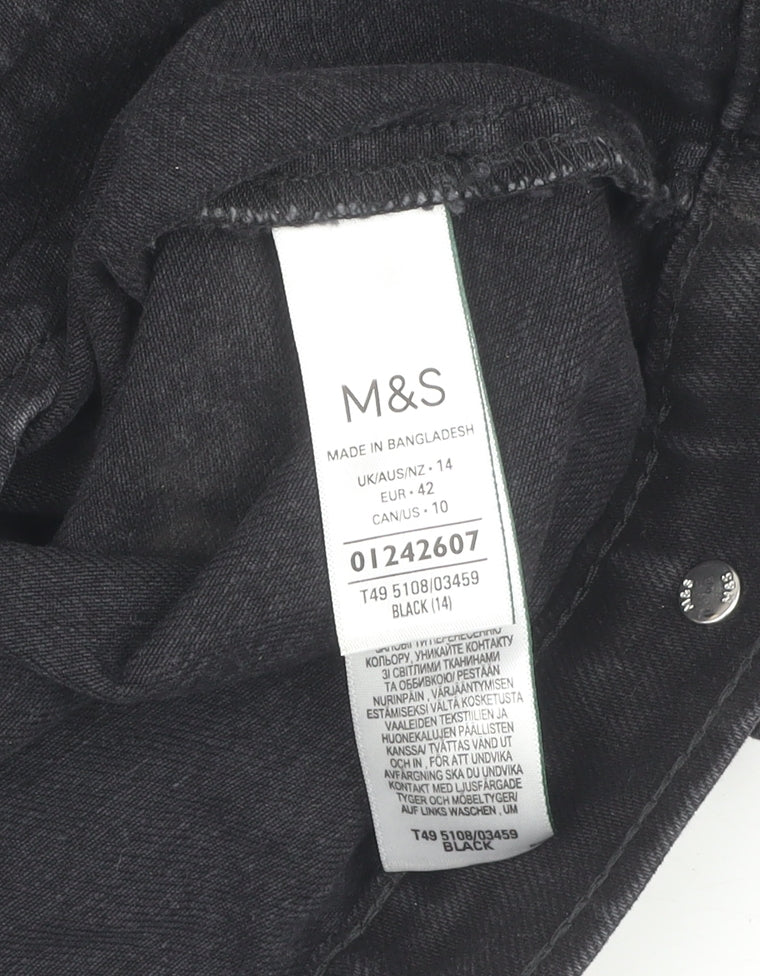 M&S
MADE IN BANGLADESH
UK/AUS/NZ • 14
EUR • 42
CAN/US • 10
01242607
T49 5108/03459
BLACK (14)
КОЛЬОРУ, УНИКАЙТЕ КОНТАКТУ
ЗІ СВІТЛИМИ ТКАНИНАМИ
ТА ОББИВКОЮ/ PESTÄÄN
NURINPÄIN , VÄRJÄÄNTYMISEN
ESTÄMISEKSI VÄLTÄ KOSKETUSTA
VAALEIDEN TEKSTIILIEN JA
HUONEKALUJEN PÄÄLLISTEN
KANSSA/ TVÄTTAS VÄND UT
OCH IN , FÖR ATT UNDVIKA
AVFÄRGNING SKA DU UNDVIKA
KONTAKT MED LJUSFÄRGADE
TYGER OCH MÖBELTYGER/
AUF LINKS WASCHEN , UM
T49 5108/03459
BLACK
M&S
M&S